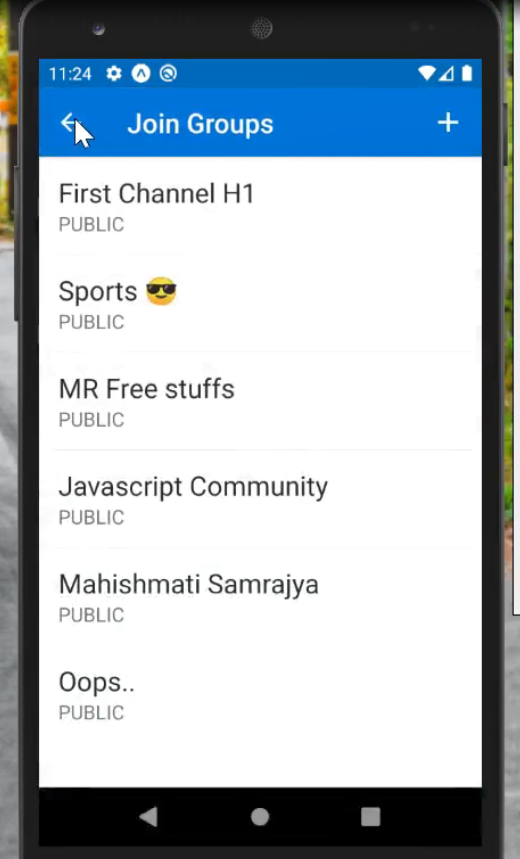 11:24
Join Groups
First Channel H1
PUBLIC
Sports 😎
PUBLIC
MR Free stuffs
PUBLIC
Javascript Community
PUBLIC
Mahishmati Samrajya
PUBLIC
Oops..
PUBLIC